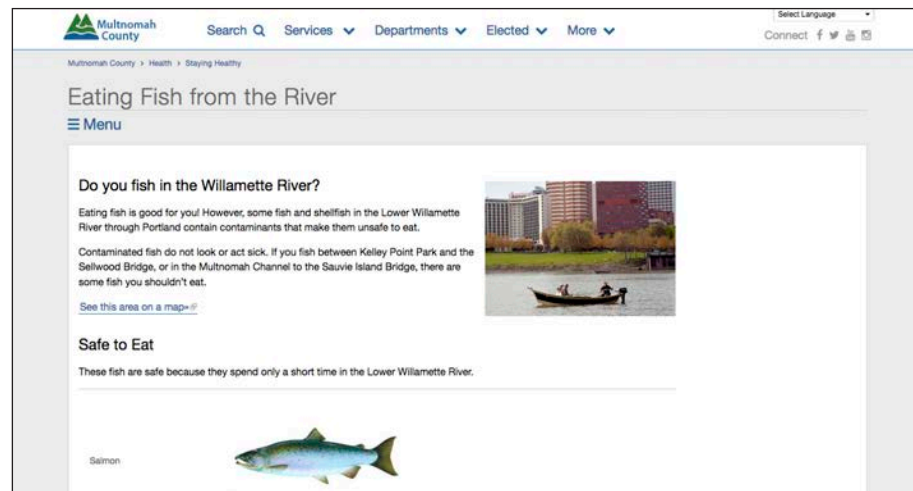 Multnomah
County
Search Services Departments Elected More
Select Language
Connect
Multnomah County > Health > Staying Healthy
Eating Fish from the River
Menu
Do you fish in the Willamette River?
Eating fish is good for you! However, some fish and shellfish in the Lower Willamette
River through Portland contain contaminants that make them unsafe to eat.
Contaminated fish do not look or act sick. If you fish between Kelley Point Park and the
Sellwood Bridge, or in the Multnomah Channel to the Sauvie Island Bridge, there are
some fish you shouldn't eat.
See this area on a map»
Safe to Eat
These fish are safe because they spend only a short time in the Lower Willamette River.
Salmon